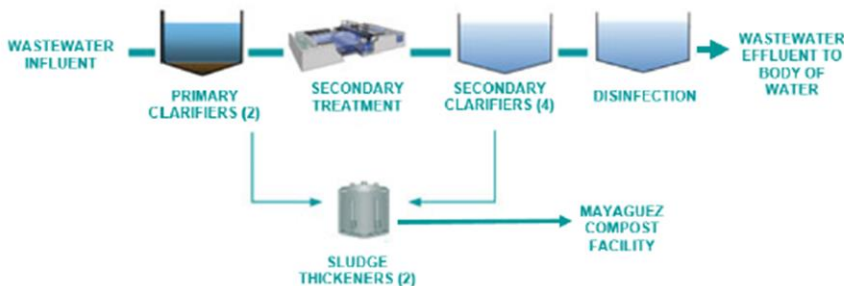 WASTEWATER
INFLUENT
PRIMARY
CLARIFIERS (2)
SECONDARY
TREATMENT
SECONDARY
CLARIFIERS (4)
DISINFECTION
WASTEWATER
EFFLUENT TO
BODY OF
WATER
SLUDGE
THICKENERS (2)
MAYAGUEZ
COMPOST
FACILITY